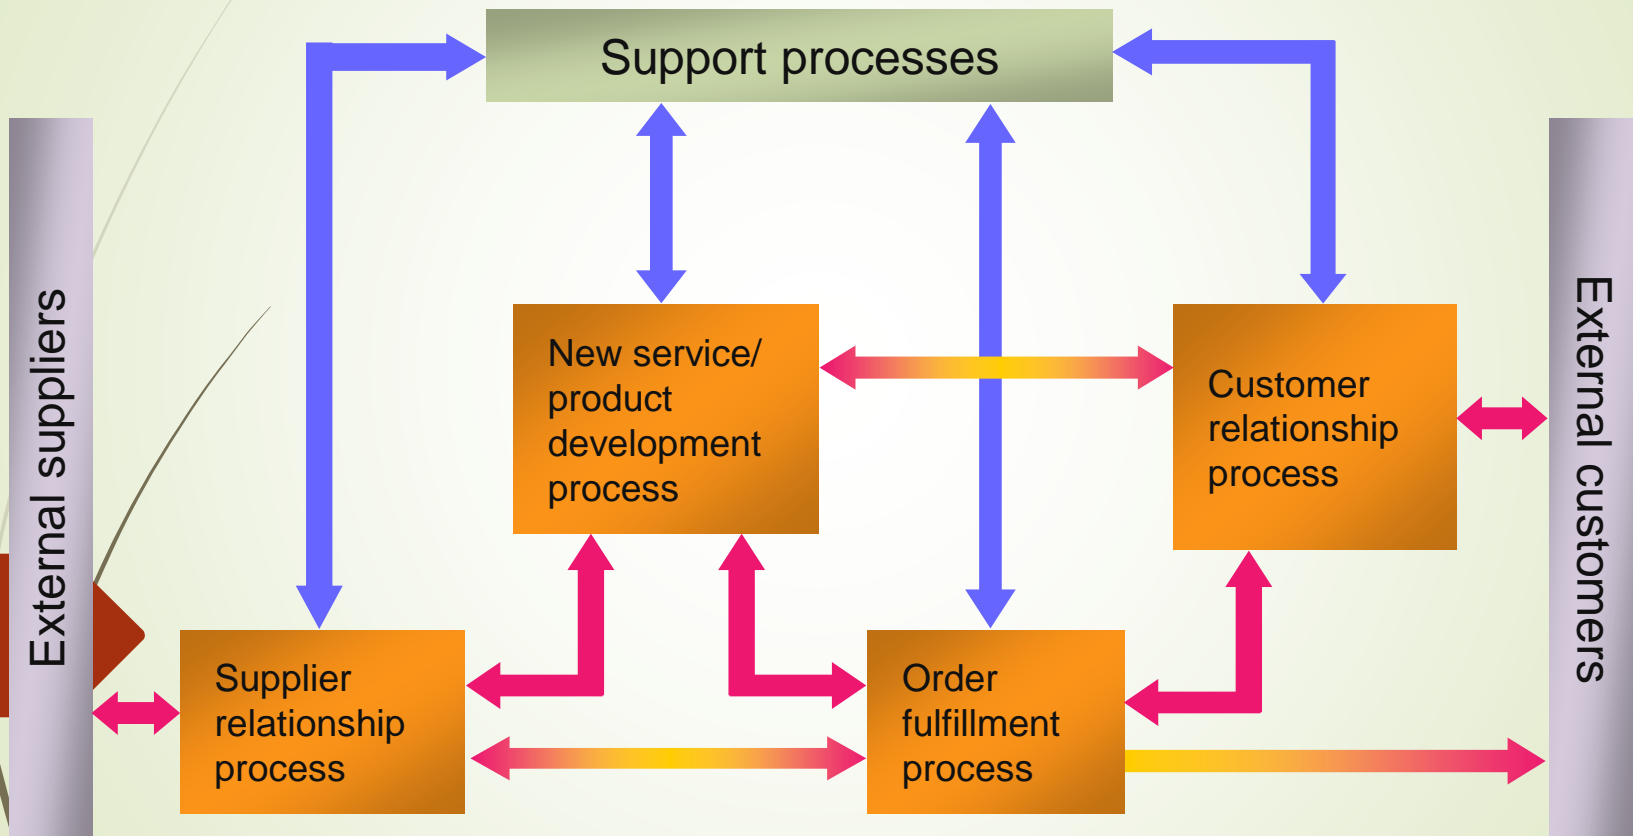 Support processes
External suppliers
New service/
product
development
process
Customer
relationship
process
External customers
Supplier
relationship
process
Order
fulfillment
process